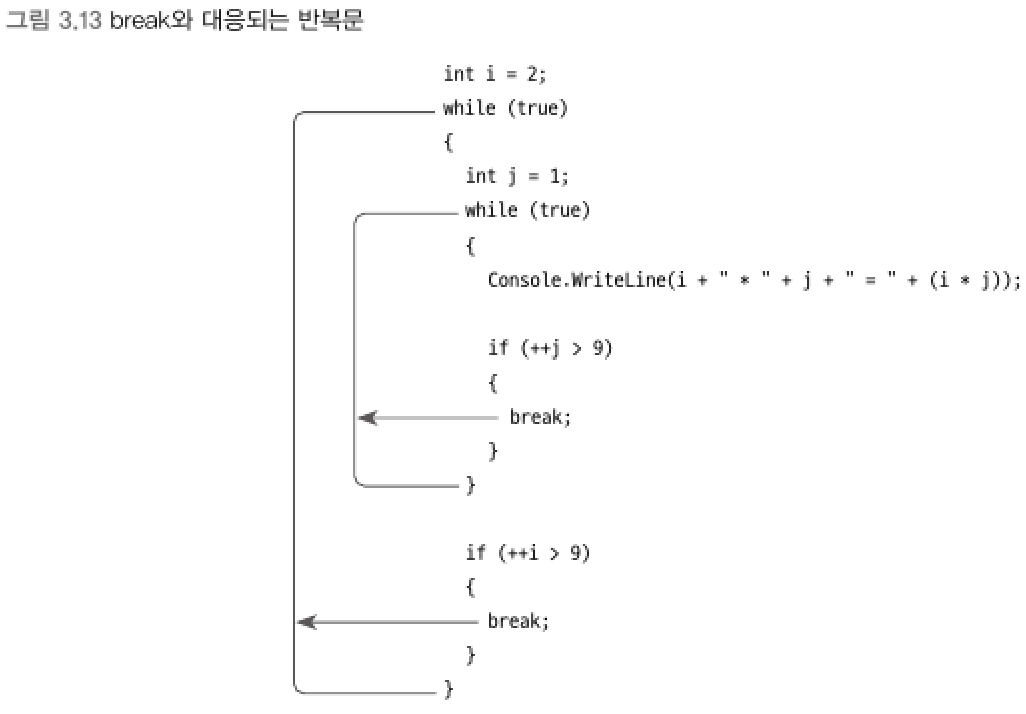 그림 3.13 break와 대응되는 반복문
int i = 2;
while (true)
{
int j = 1;
while (true)
{
Console.WriteLine(i + " * " + j + " = " + (i * j));
if (++j > 9)
{
break;
}
}
if (++i > 9)
{
break;
}
}